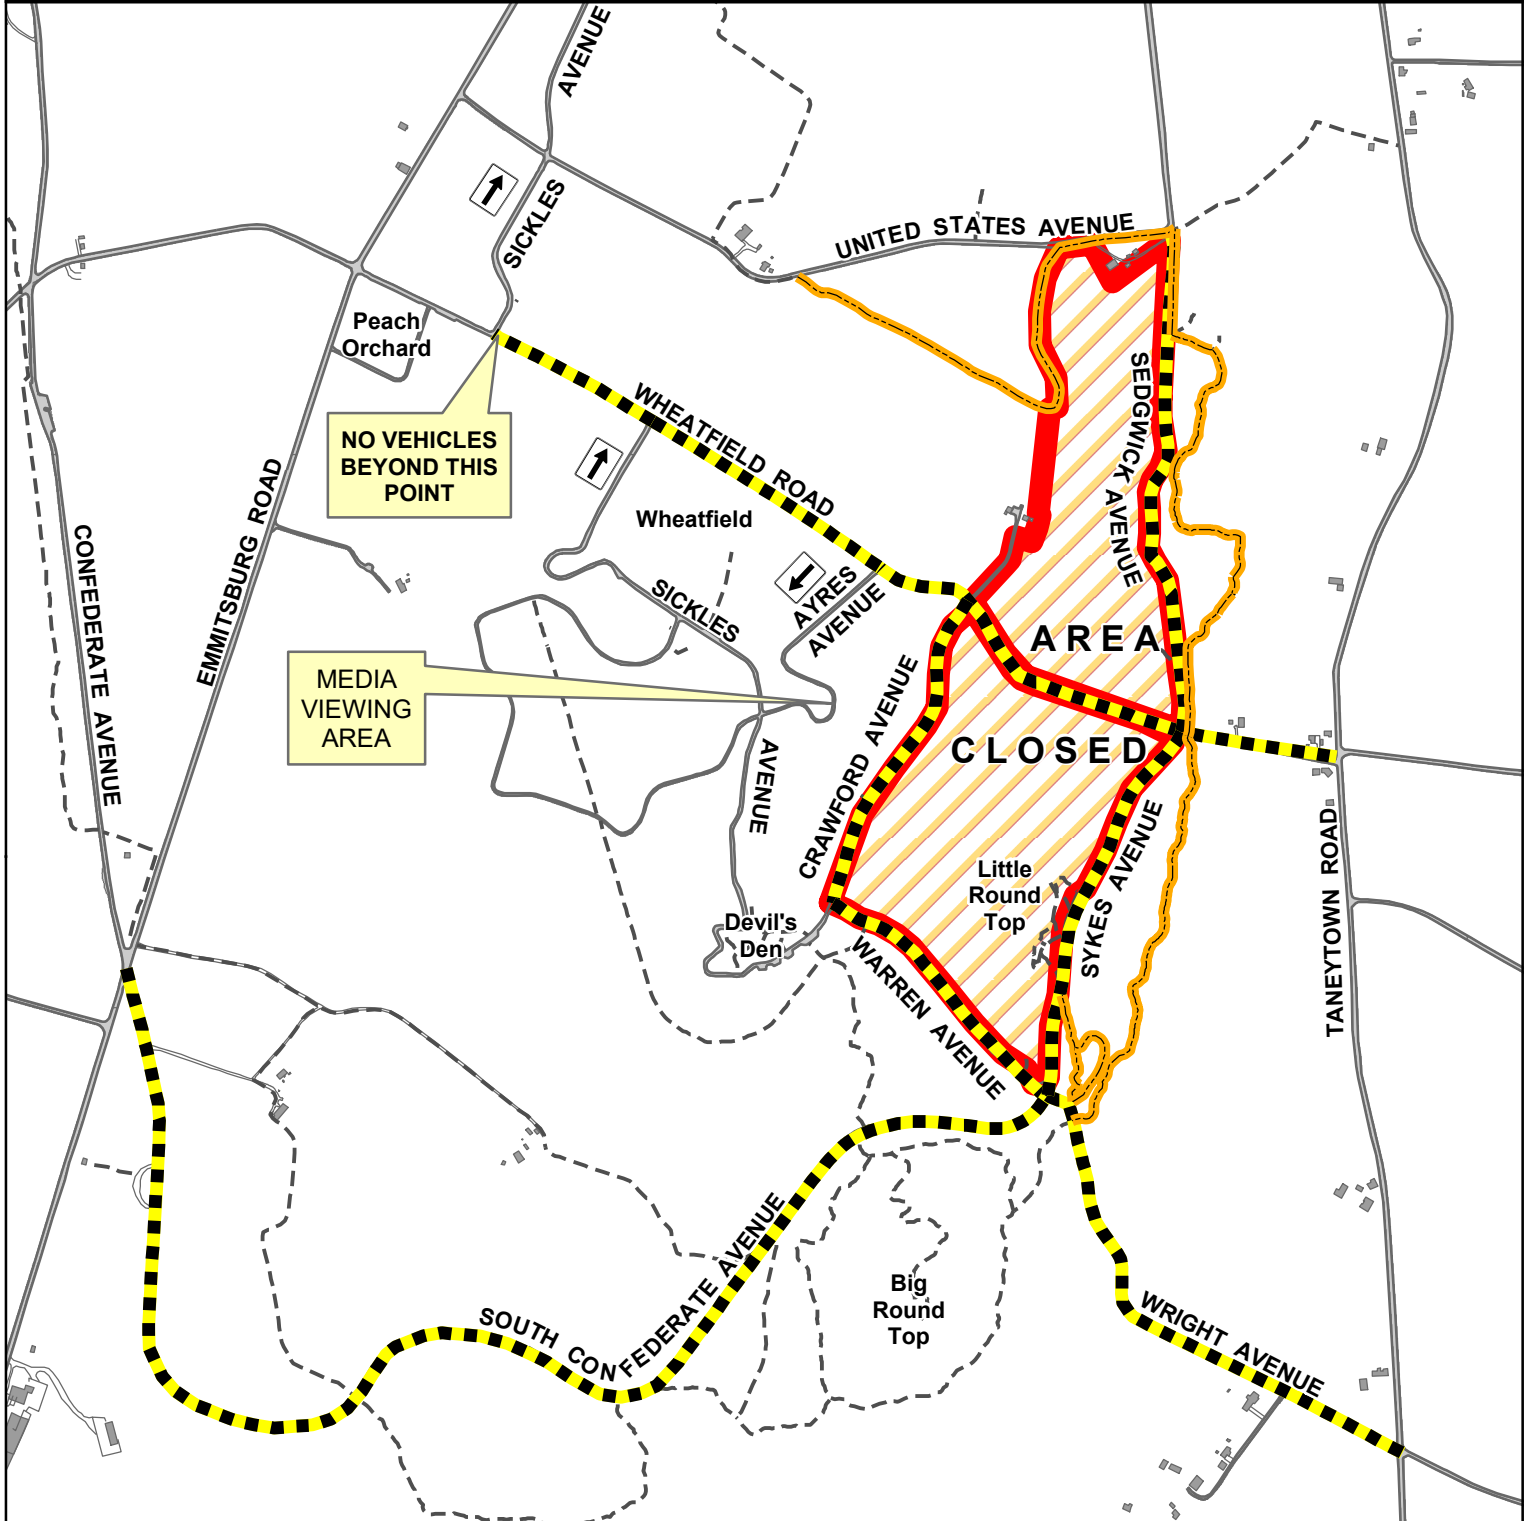 AVENUE
SICKLES
UNITED STATES AVENUE
Peach
Orchard
NO VEHICLES
BEYOND THIS
POINT
WHEATFIELD ROAD
SEDGWICK AVENUE
Wheatfield
EMMITSBURG ROAD
CONFEDERATE AVENUE
SICKLES
AVENUE
AYRES
AVENUE
AREA
CLOSED
MEDIA
VIEWING
AREA
CRAWFORD AVENUE
Little
Round
Top
SYKES AVENUE
TANEYTOWN ROAD
Devil's
Den
WARREN AVENUE
SOUTH CONFEDERATE AVENUE
Big
Round
Top
WRIGHT AVENUE